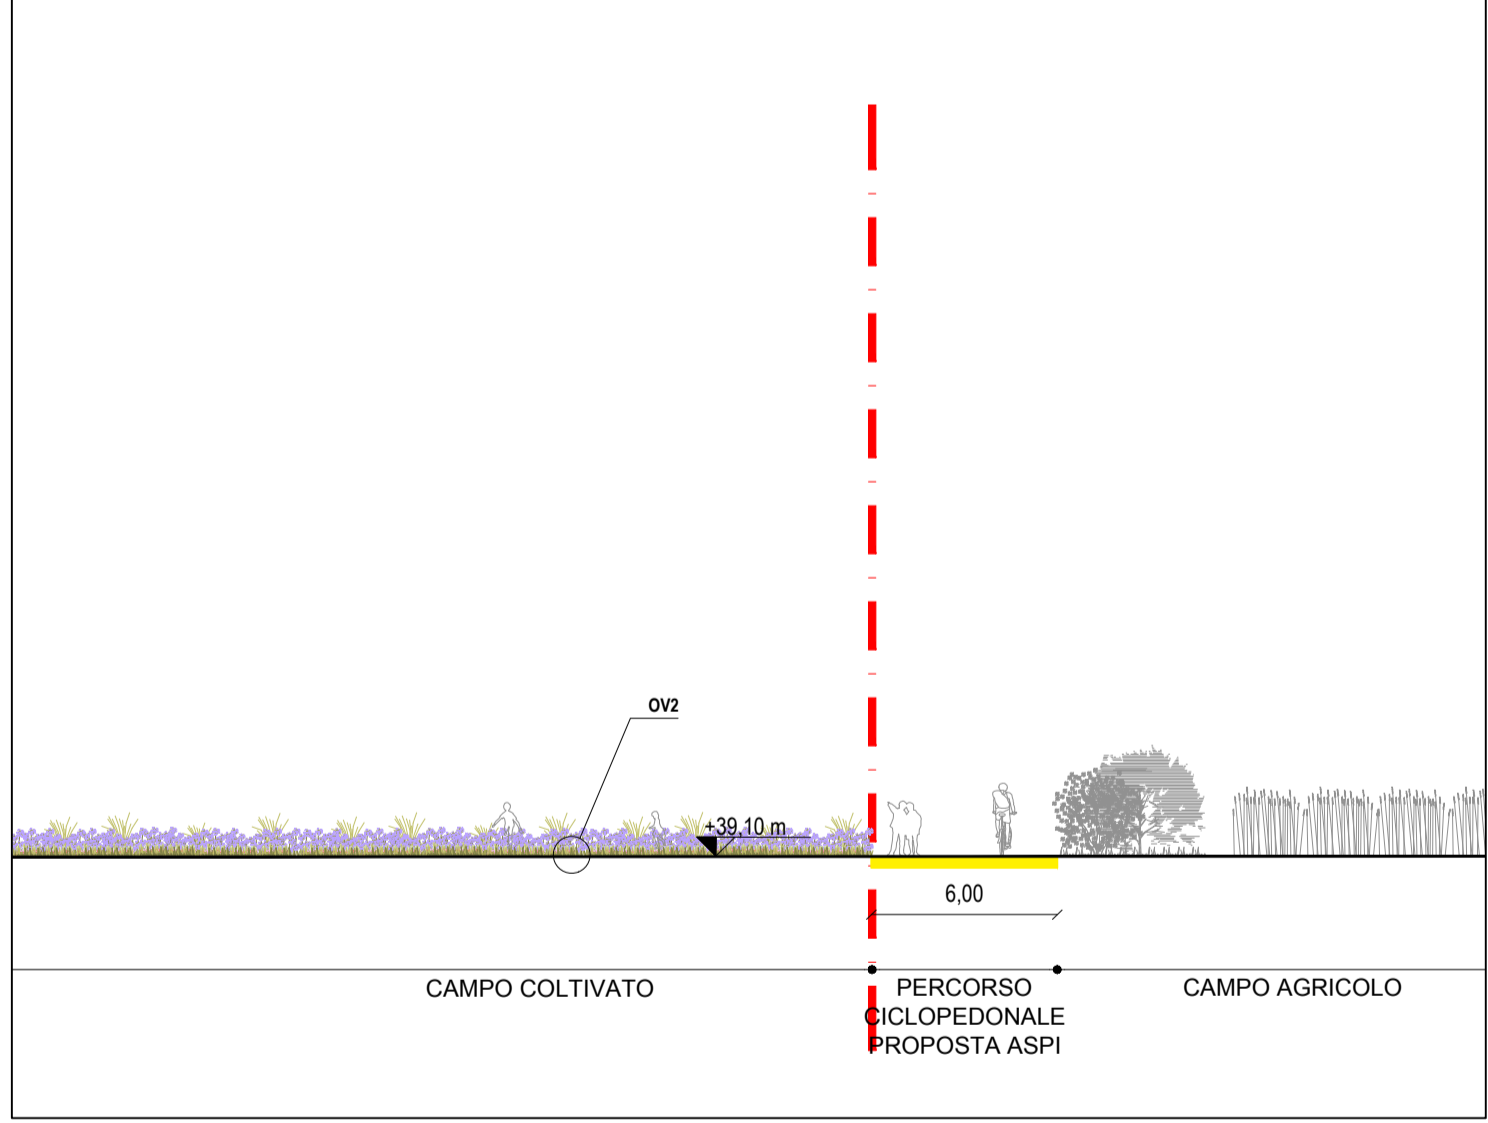 OV2
+39,10 m
6,00
CAMPO COLTIVATO
PERCORSO
CICLOPEDONALE
PROPOSTA ASPI
CAMPO AGRICOLO